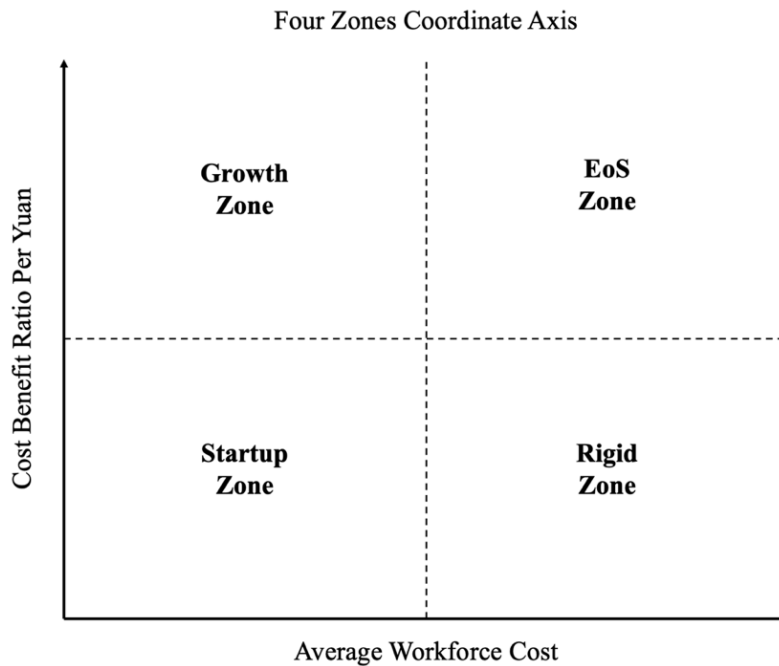 Four Zones Coordinate Axis
Cost Benefit Ratio Per Yuan
Growth
Zone
EoS
Zone
Startup
Zone
Rigid
Zone
Average Workforce Cost